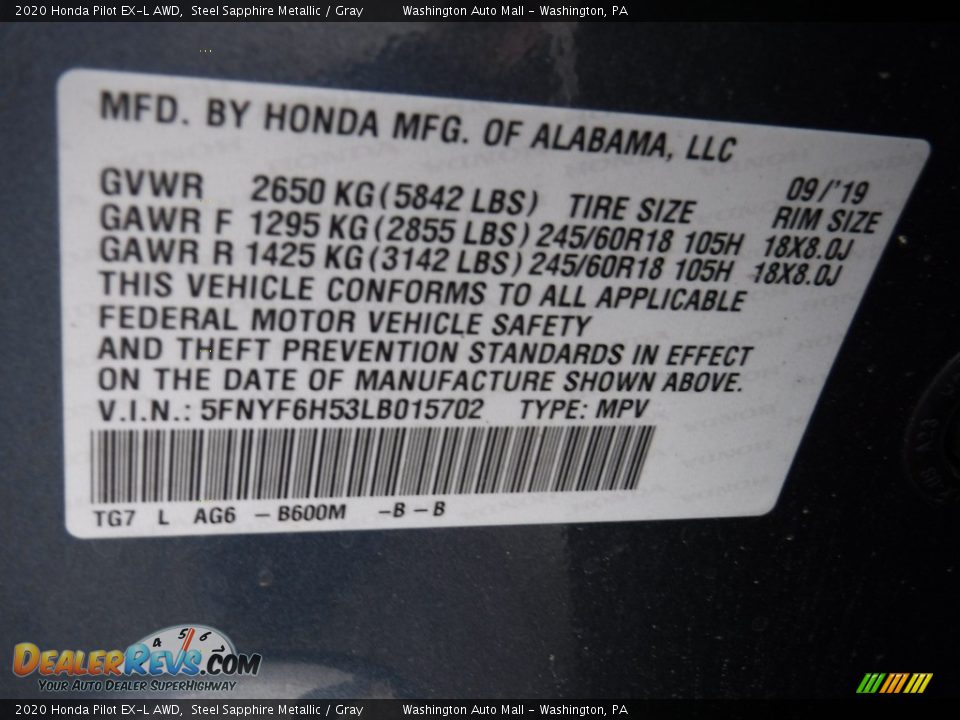 2020 Honda Pilot EX-L AWD, Steel Sapphire Metallic / Gray Washington Auto Mall - Washington, PA
MFD. BY HONDA MFG. OF ALABAMA, LLC
09/'19
GVWR 2650 KG (5842 LBS) TIRE SIZE RIM SIZE
GAWR F 1295 KG (2855 LBS) 245/60R18 105H 18X8.0J
GAWR R 1425 KG (3142 LBS) 245/60R18 105H 18X8.0J
THIS VEHICLE CONFORMS TO ALL APPLICABLE
FEDERAL MOTOR VEHICLE SAFETY
AND THEFT PREVENTION STANDARDS IN EFFECT
ON THE DATE OF MANUFACTURE SHOWN ABOVE.
V.I.N.: 5FNYF6H53LB015702 TYPE: MPV
TG7 L AG6 - B600M -B - B
4 5 6
DEALERREVS.COM
YOUR AUTO DEALER SUPERHIGHWAY
2020 Honda Pilot EX-L AWD, Steel Sapphire Metallic / Gray Washington Auto Mall - Washington, PA